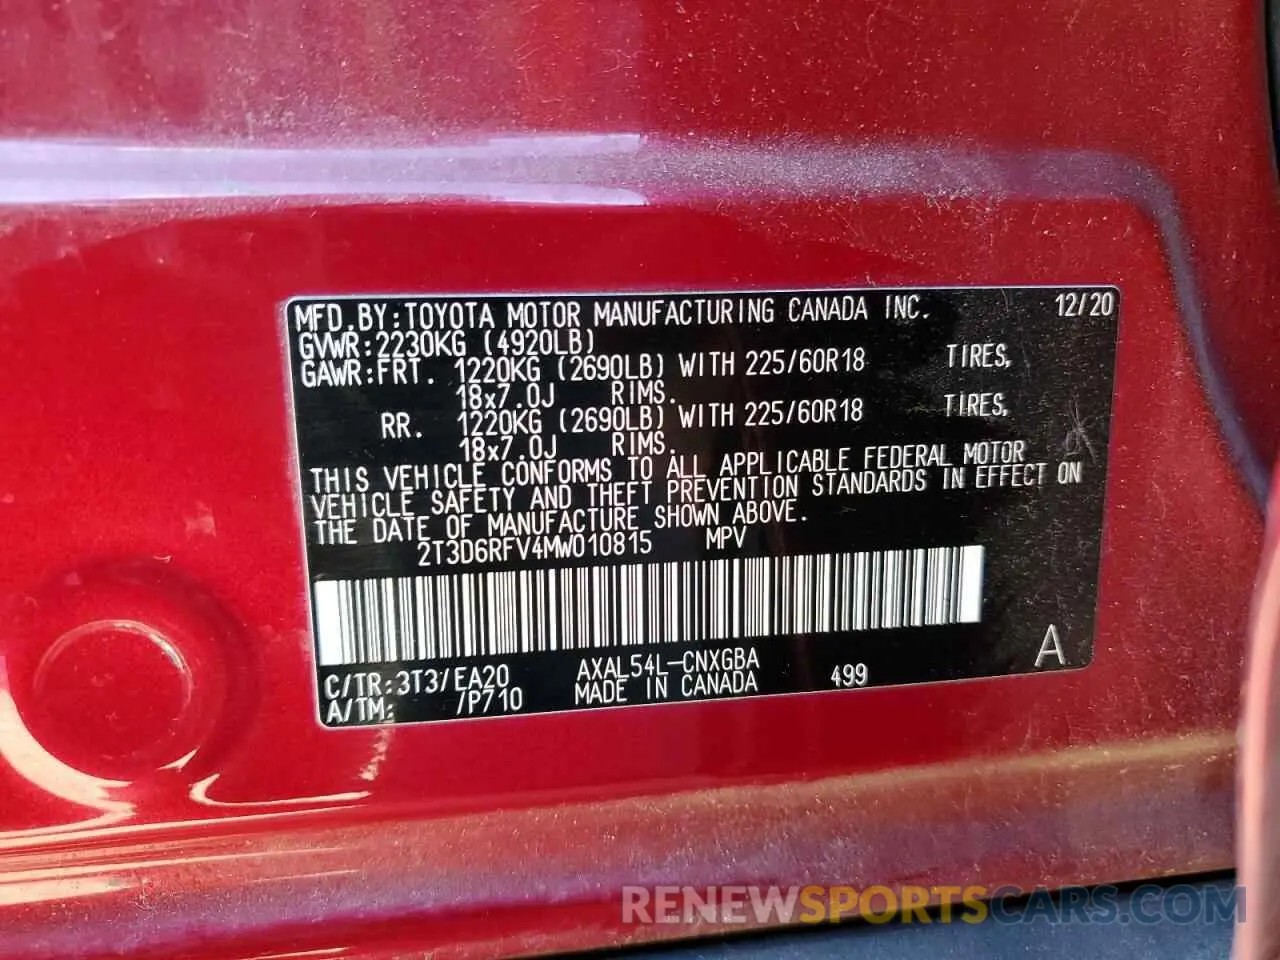 MFD.BY:TOYOTA MOTOR MANUFACTURING CANADA INC. 12/20
GVWR:2230KG (4920LB)
GAWR:FRT. 1220KG (2690LB) WITH 225/60R18 TIRES,
18x7.0J RIMS.
RR. 1220KG (2690LB) WITH 225/60R18 TIRES,
18x7.0J RIMS.
THIS VEHICLE CONFORMS TO ALL APPLICABLE FEDERAL MOTOR
VEHICLE SAFETY AND THEFT PREVENTION STANDARDS IN EFFECT ON
THE DATE OF MANUFACTURE SHOWN ABOVE.
2T3D6RFV4MW010815 MPV
C/TR:3T3/EA20 AXAL54L-CNXGBA 499 A
A/TM: /P710 MADE IN CANADA
RENEWSPORTSCARS.COM